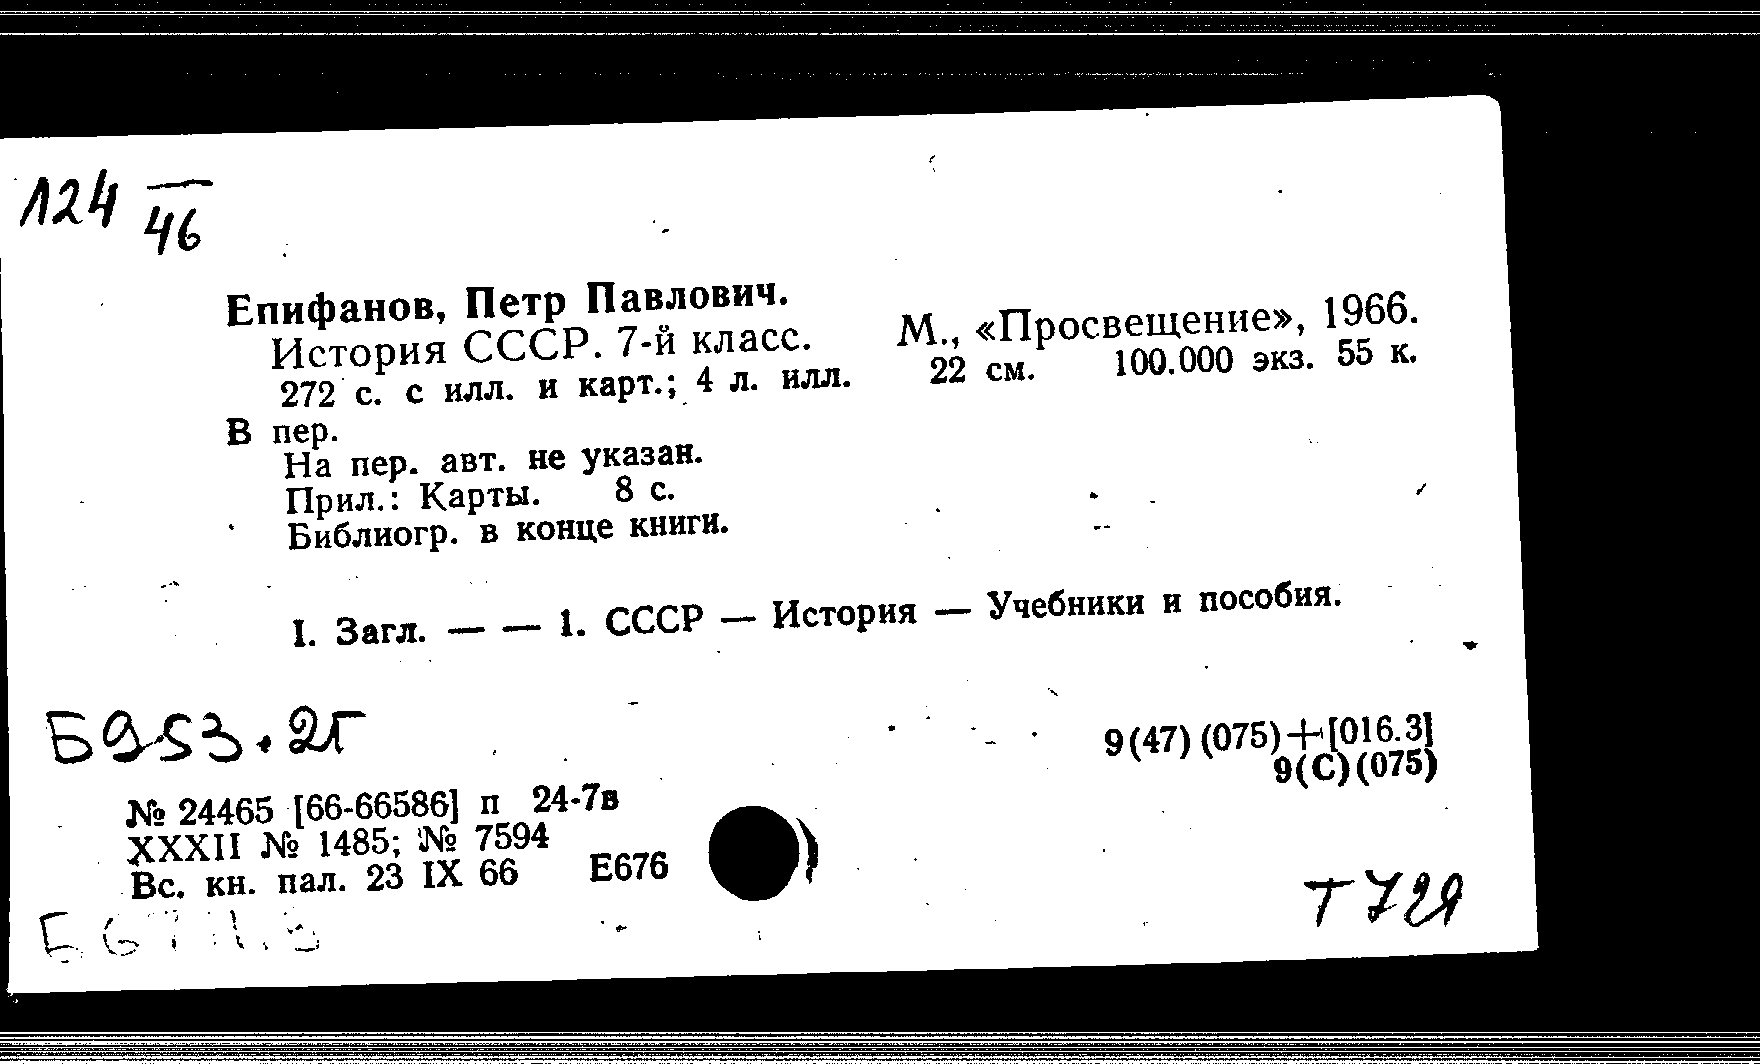 Л24 —
46
Епифанов, Петр Павлович.
История СССР. 7-й класс. М., «Просвещение», 1966.
272 с. с илл. и карт.; 4 л. илл. 22 см. 100.000 экз. 55 к.
В пер.
На пер. авт. не указан.
Прил.: Карты. 8 с.
Библиогр. в конце книги.
I. Загл. — — 1. СССР — История — Учебники и пособия.
Б953.2Г
9(47)(075)+[016.3]
9(С)(075)
№ 24465 [66-66586] п 24-7в
XXXII № 1485; № 7594
Вс. кн. пал. 23 IX 66 Е676